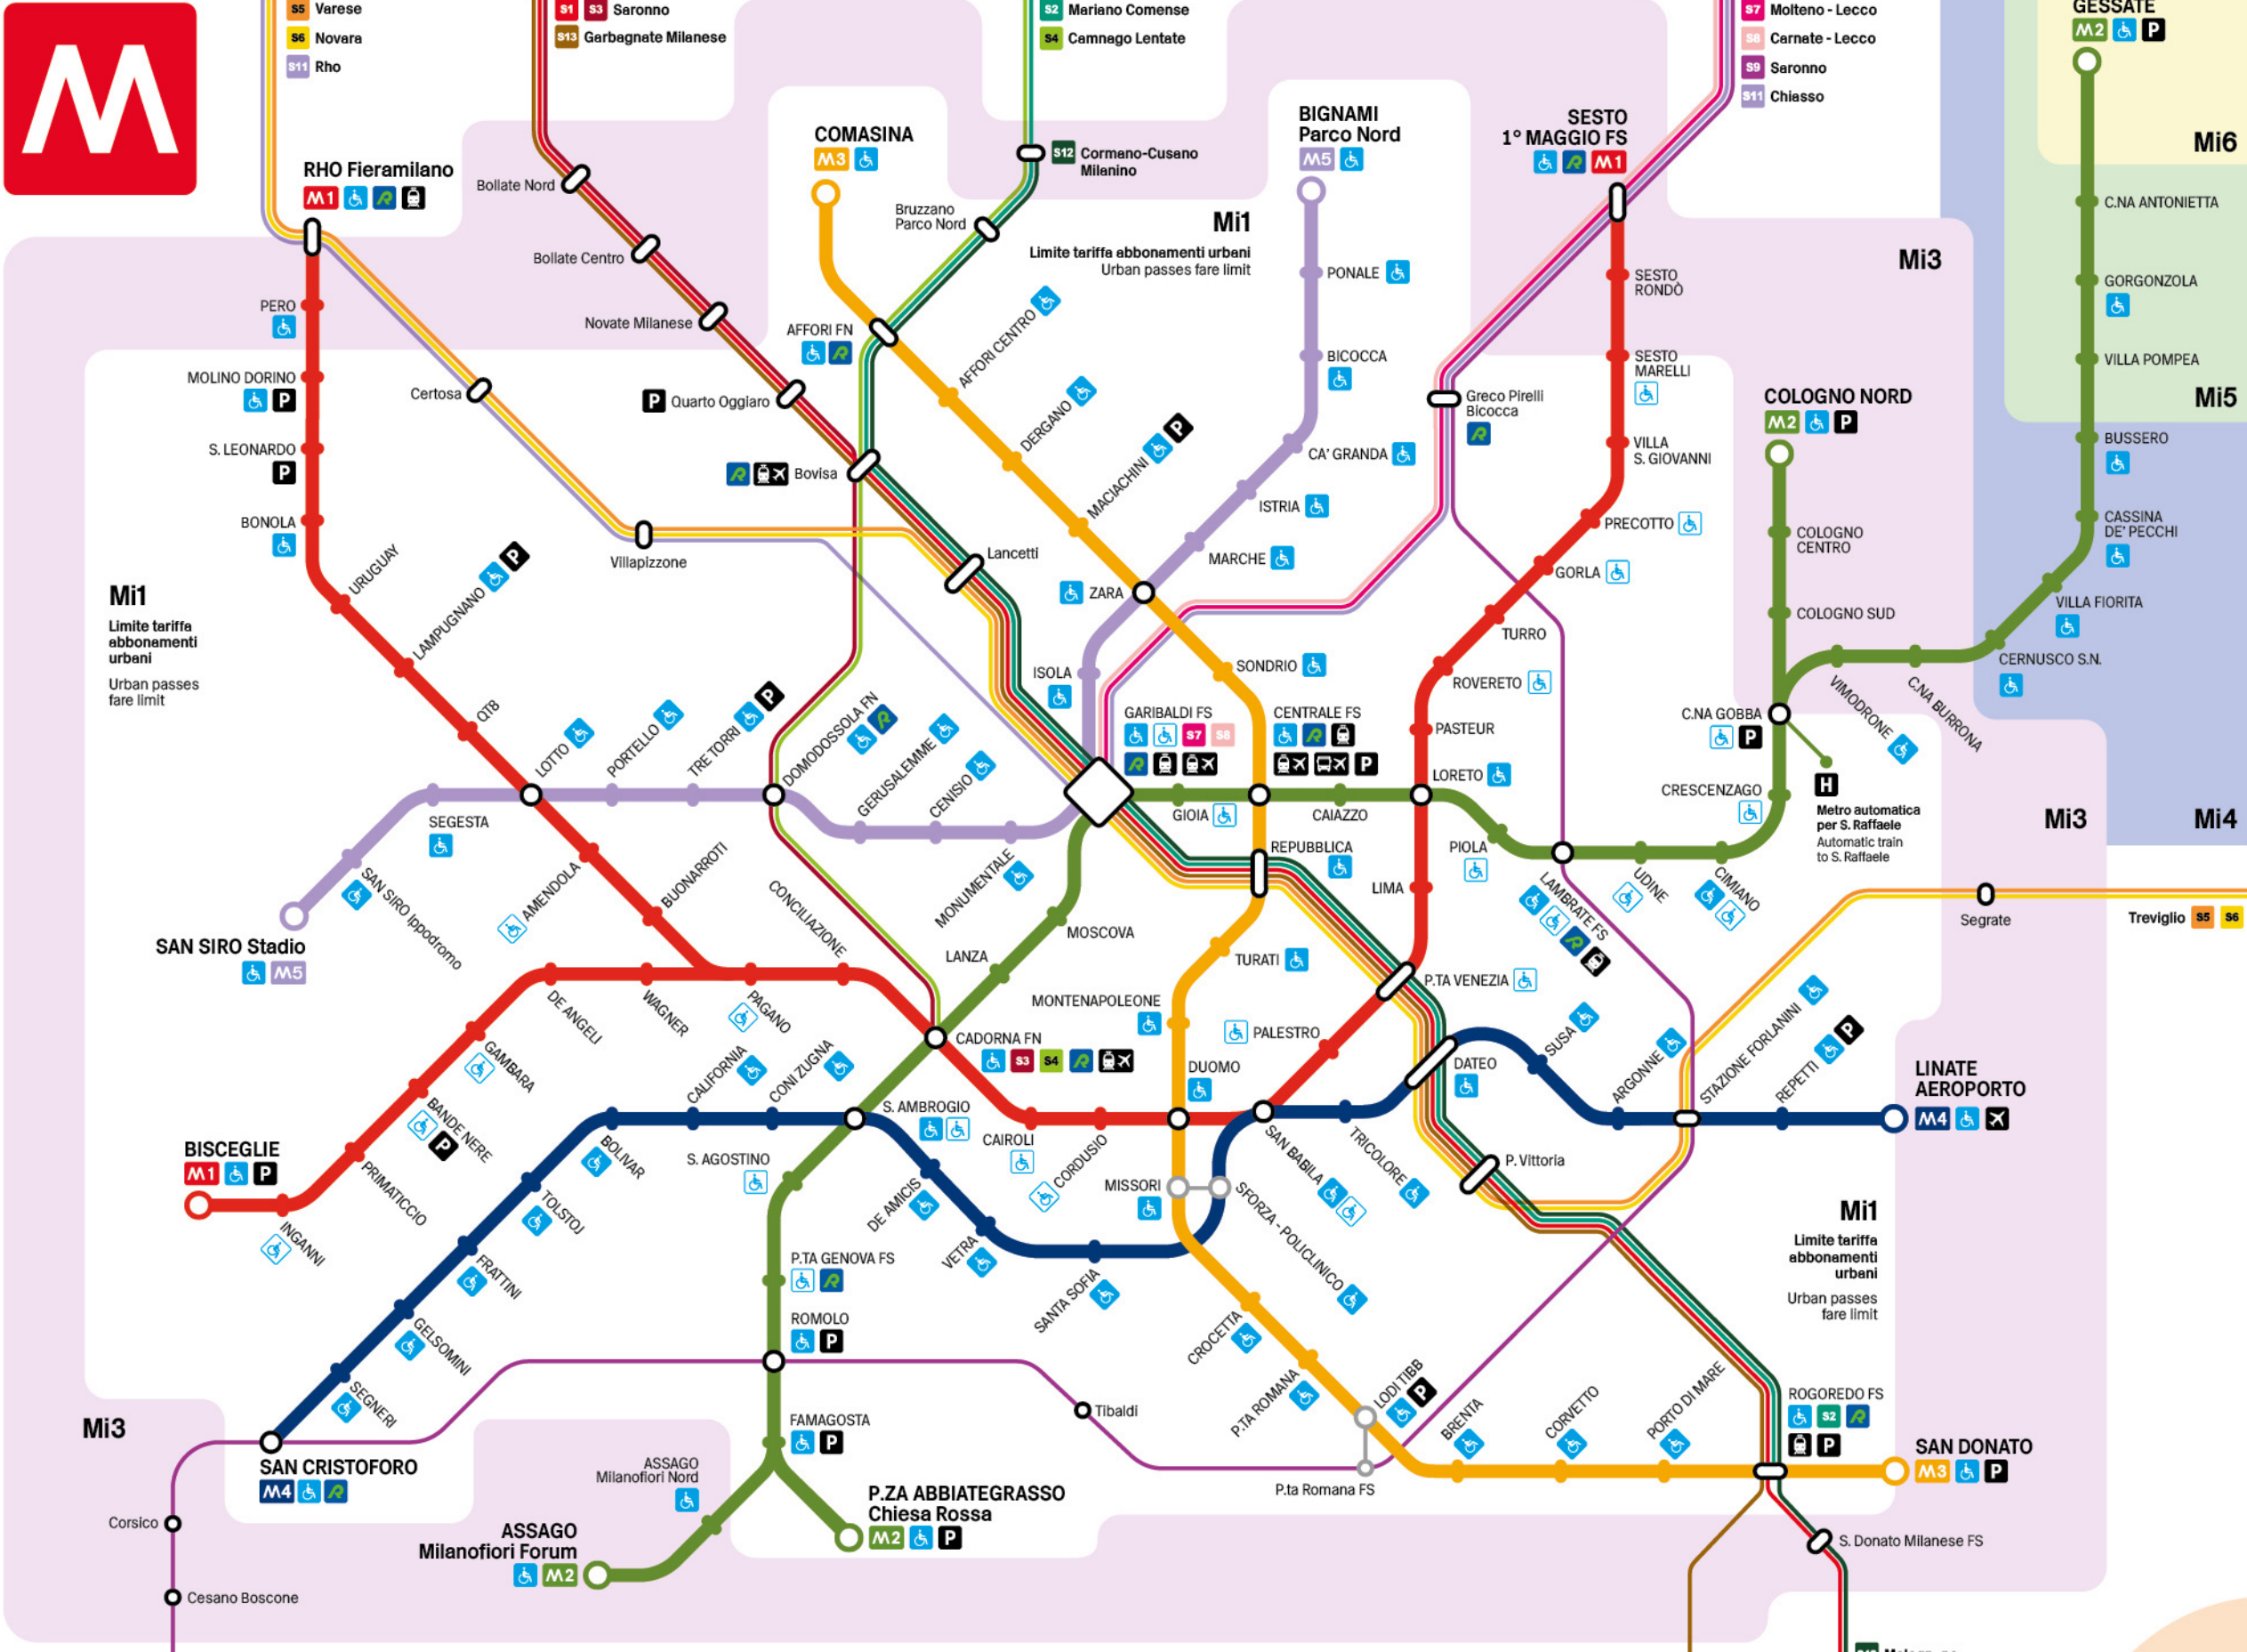 M
S5 Varese
S6 Novara
S11 Rho
S1 S3 Saronno
S13 Garbagnate Milanese
S2 Mariano Comense
S4 Camnago Lentate
S12 Cormano-Cusano
Milanino
S7 Molteno - Lecco
S8 Carnate - Lecco
S9 Saronno
S11 Chiasso
GESSATE
M2 P
Mi6
RHO Fieramilano
M1 R
Bollate Nord
Bollate Centro
Novate Milanese
P Quarto Oggiaro
R Bovisa
COMASINA
M3
Bruzzano
Parco Nord
Mi1
Limite tariffa abbonamenti urbani
Urban passes fare limit
BIGNAMI
Parco Nord
M5
SESTO
1° MAGGIO FS
R M1
Mi3
C.NA ANTONIETTA
GORGONZOLA
VILLA POMPEA
Mi5
BUSSERO
CASSINA
DE' PECCHI
VILLA FIORITA
CERNUSCO S.N.
C.NA BURRONA
VIMODRONE
PERO
MOLINO DORINO
P
S. LEONARDO
P
BONOLA
URUGUAY
LAMPUGNANO P
QT8
LOTTO
Certosa
Villapizzone
Lancetti
AFFORI FN
R
AFFORI CENTRO
DERGANO
MACIACHINI P
ZARA
SONDRIO
PONALE
BICOCCA
CA' GRANDA
ISTRIA
MARCHE
ISOLA
Greco Pirelli
Bicocca
R
SESTO
RONDÒ
SESTO
MARELLI
VILLA
S. GIOVANNI
PRECOTTO
GORLA
TURRO
ROVERETO
PASTEUR
LORETO
COLOGNO NORD
M2 P
COLOGNO
CENTRO
COLOGNO SUD
C.NA GOBBA
P
CRESCENZAGO
H
Metro automatica
per S. Raffaele
Automatic train
to S. Raffaele
Mi3
Mi4
Mi1
Limite tariffa
abbonamenti
urbani
Urban passes
fare limit
PORTELLO
TRE TORRI P
DOMODOSSOLA FN
R
GERUSALEMME
CENISIO
MONUMENTALE
GARIBALDI FS
S7 S8
R
CENTRALE FS
R
P
GIOIA
CAIAZZO
PIOLA
LAMBRATE FS
R
UDINE
CIMIANO
SEGESTA
SAN SIRO Ippodromo
SAN SIRO Stadio
M5
AMENDOLA
BUONARROTI
CONCILIAZIONE
PAGANO
WAGNER
DE ANGELI
GAMBARA
BANDE NERE
P
PRIMATICCIO
INGANNI
BISCEGLIE
M1 P
MOSCOVA
LANZA
REPUBBLICA
TURATI
MONTENAPOLEONE
LIMA
P.TA VENEZIA
PALESTRO
CADORNA FN
S3 S4 R
DUOMO
DATEO
SUSA
ARGONNE
STAZIONE FORLANINI
REPETTI P
LINATE
AEROPORTO
M4
Segrate
Treviglio S5 S6
CALIFORNIA
CONI ZUGNA
BOLIVAR
TOLSTOJ
FRATTINI
GELSOMINI
SEGNERI
SAN CRISTOFORO
M4 R
S. AMBROGIO
S. AGOSTINO
CAIROLI
CORDUSIO
DE AMICIS
VETRA
SANTA SOFIA
MISSORI
SFORZA - POLICLINICO
SAN BABILA
TRICOLORE
P. Vittoria
P.TA GENOVA FS
R
ROMOLO
P
FAMAGOSTA
P
Tibaldi
CROCETTA
P.TA ROMANA
LODI TIBB
P
P.ta Romana FS
BRENTA
CORVETTO
PORTO DI MARE
ROGOREDO FS
S2 R
P
SAN DONATO
M3 P
S. Donato Milanese FS
Mi1
Limite tariffa
abbonamenti
urbani
Urban passes
fare limit
Mi3
Corsico
Cesano Boscone
ASSAGO
Milanofiori Nord
ASSAGO
Milanofiori Forum
M2
P.ZA ABBIATEGRASSO
Chiesa Rossa
M2 P